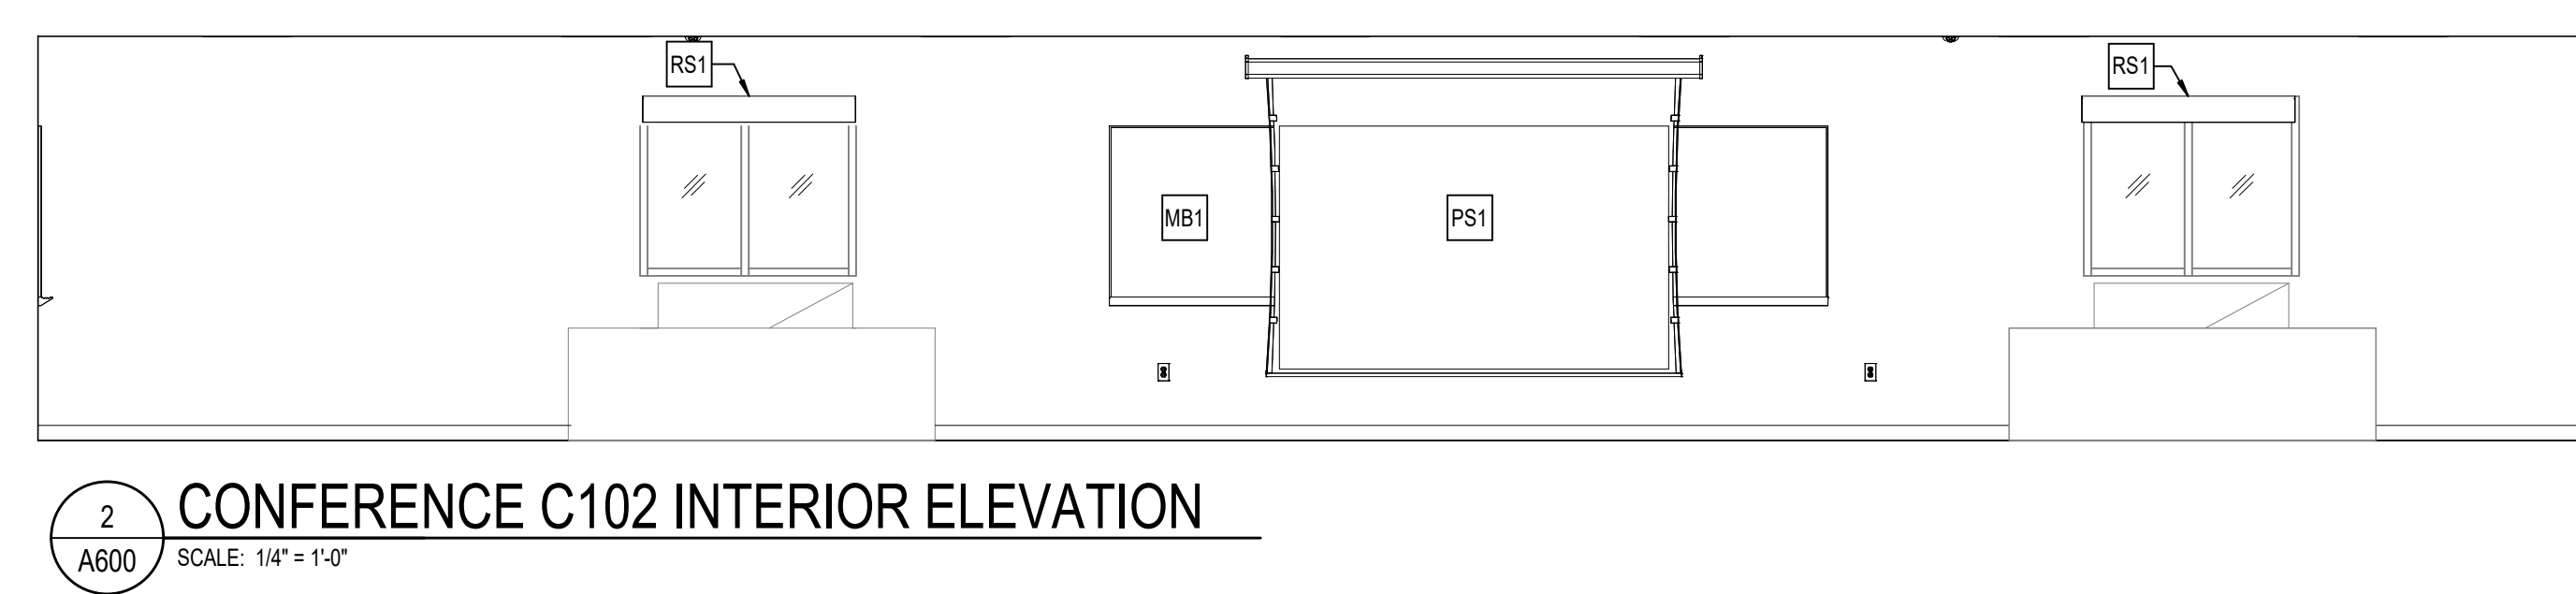 RS1
RS1
MB1
PS1
2
CONFERENCE C102 INTERIOR ELEVATION
A600
SCALE: 1/4" = 1'-0"